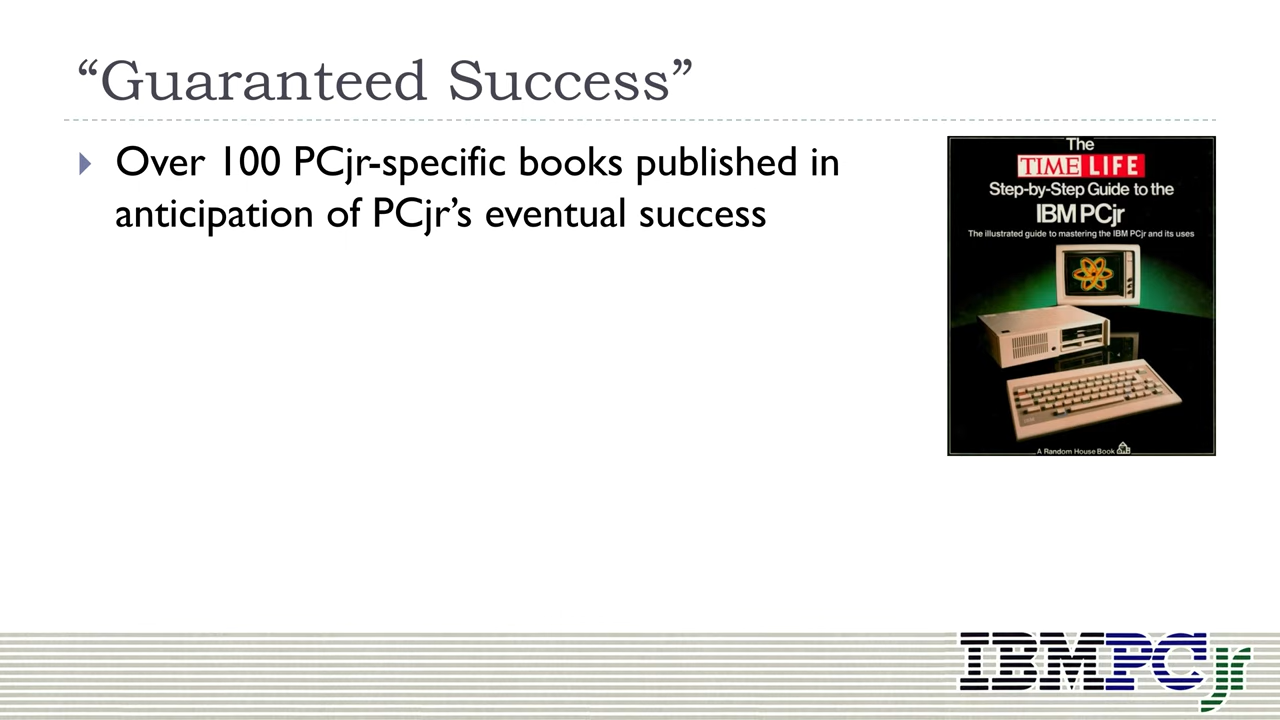 “Guaranteed Success”
Over 100 PCjr-specific books published in
anticipation of PCjr’s eventual success
The
TIME LIFE
Step-by-Step Guide to the
IBM PCjr
The illustrated guide to mastering the IBM PCjr and its uses
A Random House Book
IBM PCjr